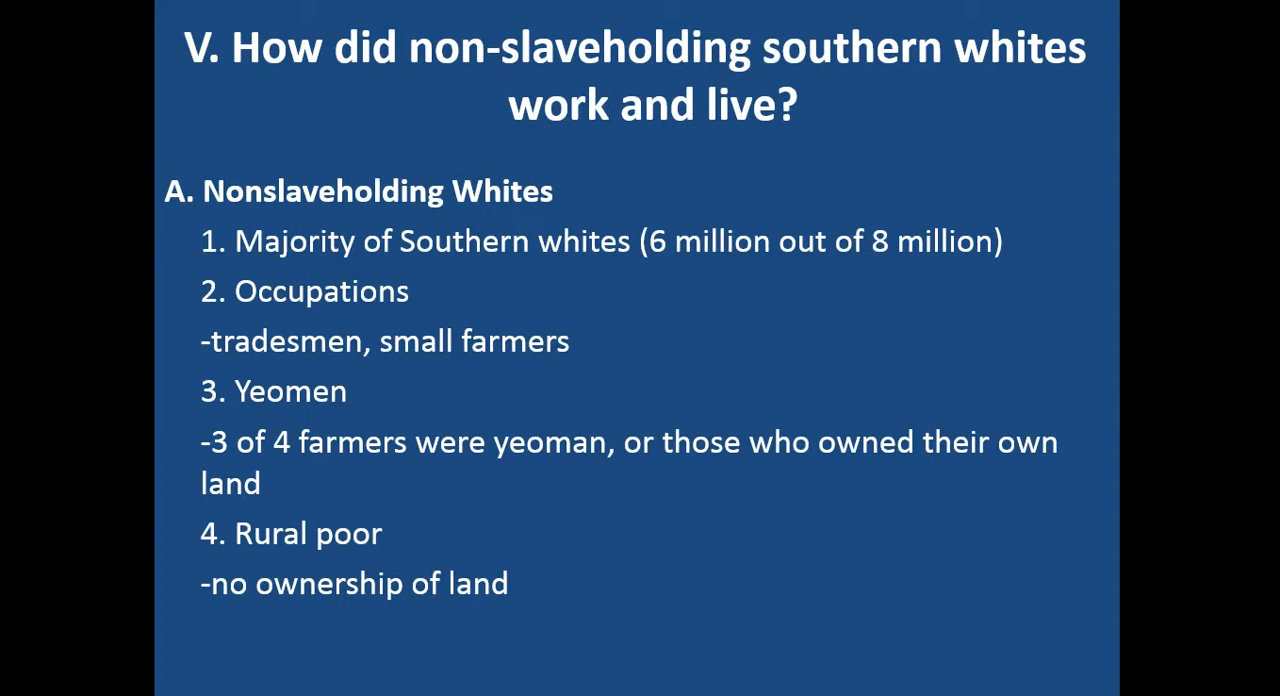 V. How did non-slaveholding southern whites
work and live?
A. Nonslaveholding Whites
1. Majority of Southern whites (6 million out of 8 million)
2. Occupations
-tradesmen, small farmers
3. Yeomen
-3 of 4 farmers were yeoman, or those who owned their own
land
4. Rural poor
-no ownership of land